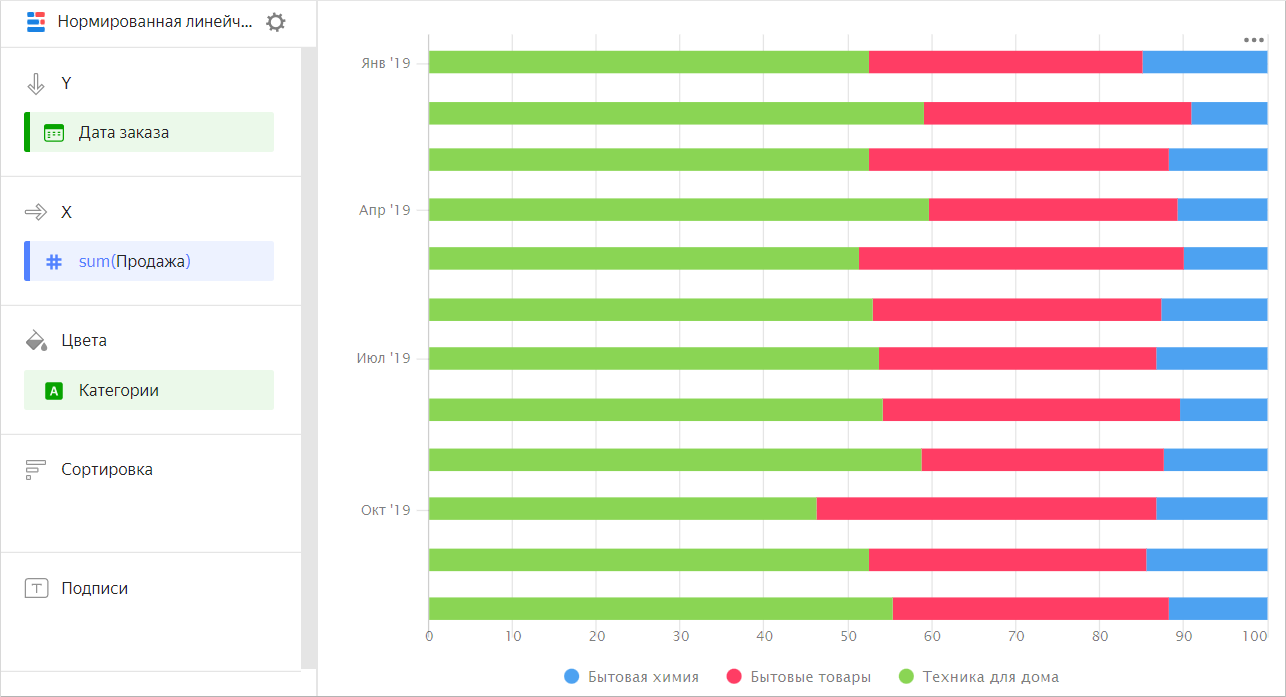 Нормированная линейч...
Y
Дата заказа
X
sum(Продажа)
Цвета
A
Категории
Сортировка
T
Подписи
Янв '19
Апр '19
Июл '19
Окт '19
0 10 20 30 40 50 60 70 80 90 100
Бытовая химия Бытовые товары Техника для дома